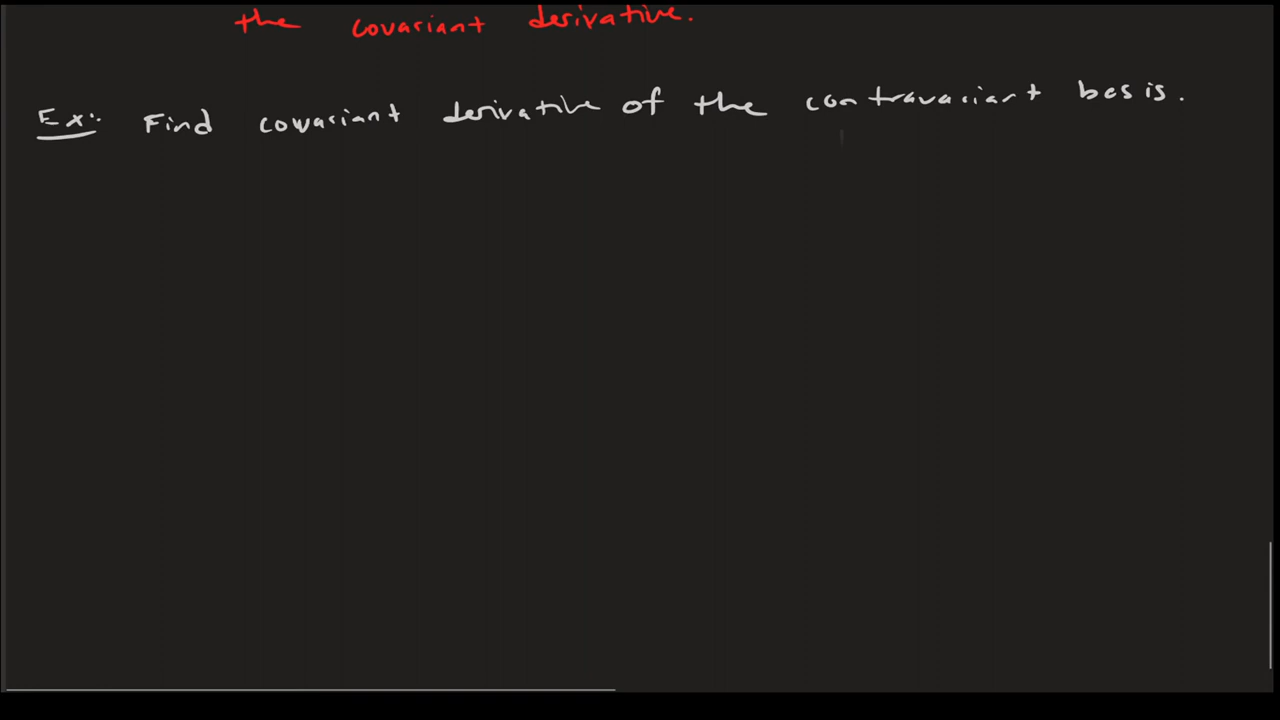 the covariant derivative.
Ex: Find covariant derivative of the contravariant basis.